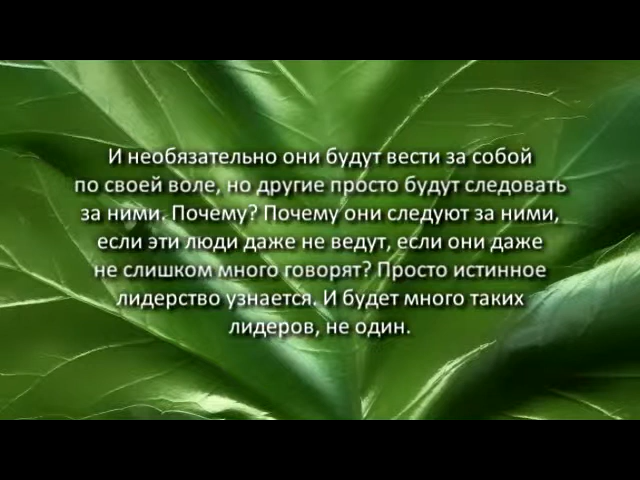 И необязательно они будут вести за собой
по своей воле, но другие просто будут следовать
за ними. Почему? Почему они следуют за ними,
если эти люди даже не ведут, если они даже
не слишком много говорят? Просто истинное
лидерство узнается. И будет много таких
лидеров, не один.